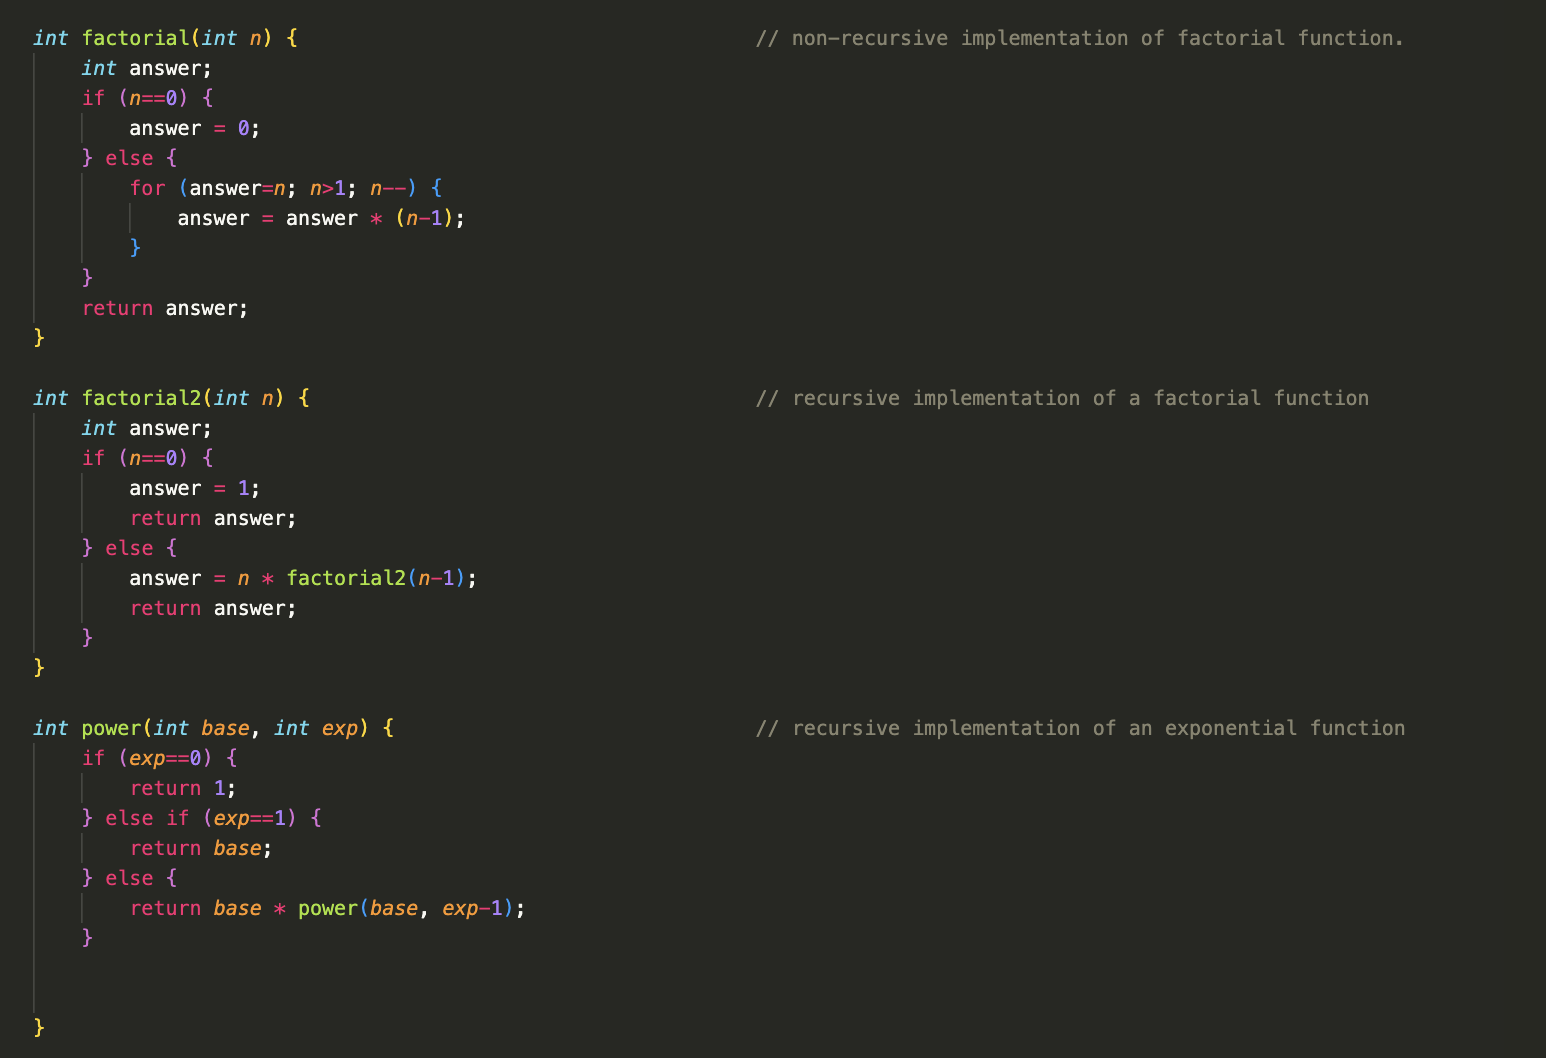 int factorial(int n) { // non-recursive implementation of factorial function.
int answer;
if (n==0) {
answer = 0;
} else {
for (answer=n; n>1; n--) {
answer = answer * (n-1);
}
}
return answer;
}
int factorial2(int n) { // recursive implementation of a factorial function
int answer;
if (n==0) {
answer = 1;
return answer;
} else {
answer = n * factorial2(n-1);
return answer;
}
}
int power(int base, int exp) { // recursive implementation of an exponential function
if (exp==0) {
return 1;
} else if (exp==1) {
return base;
} else {
return base * power(base, exp-1);
}
}